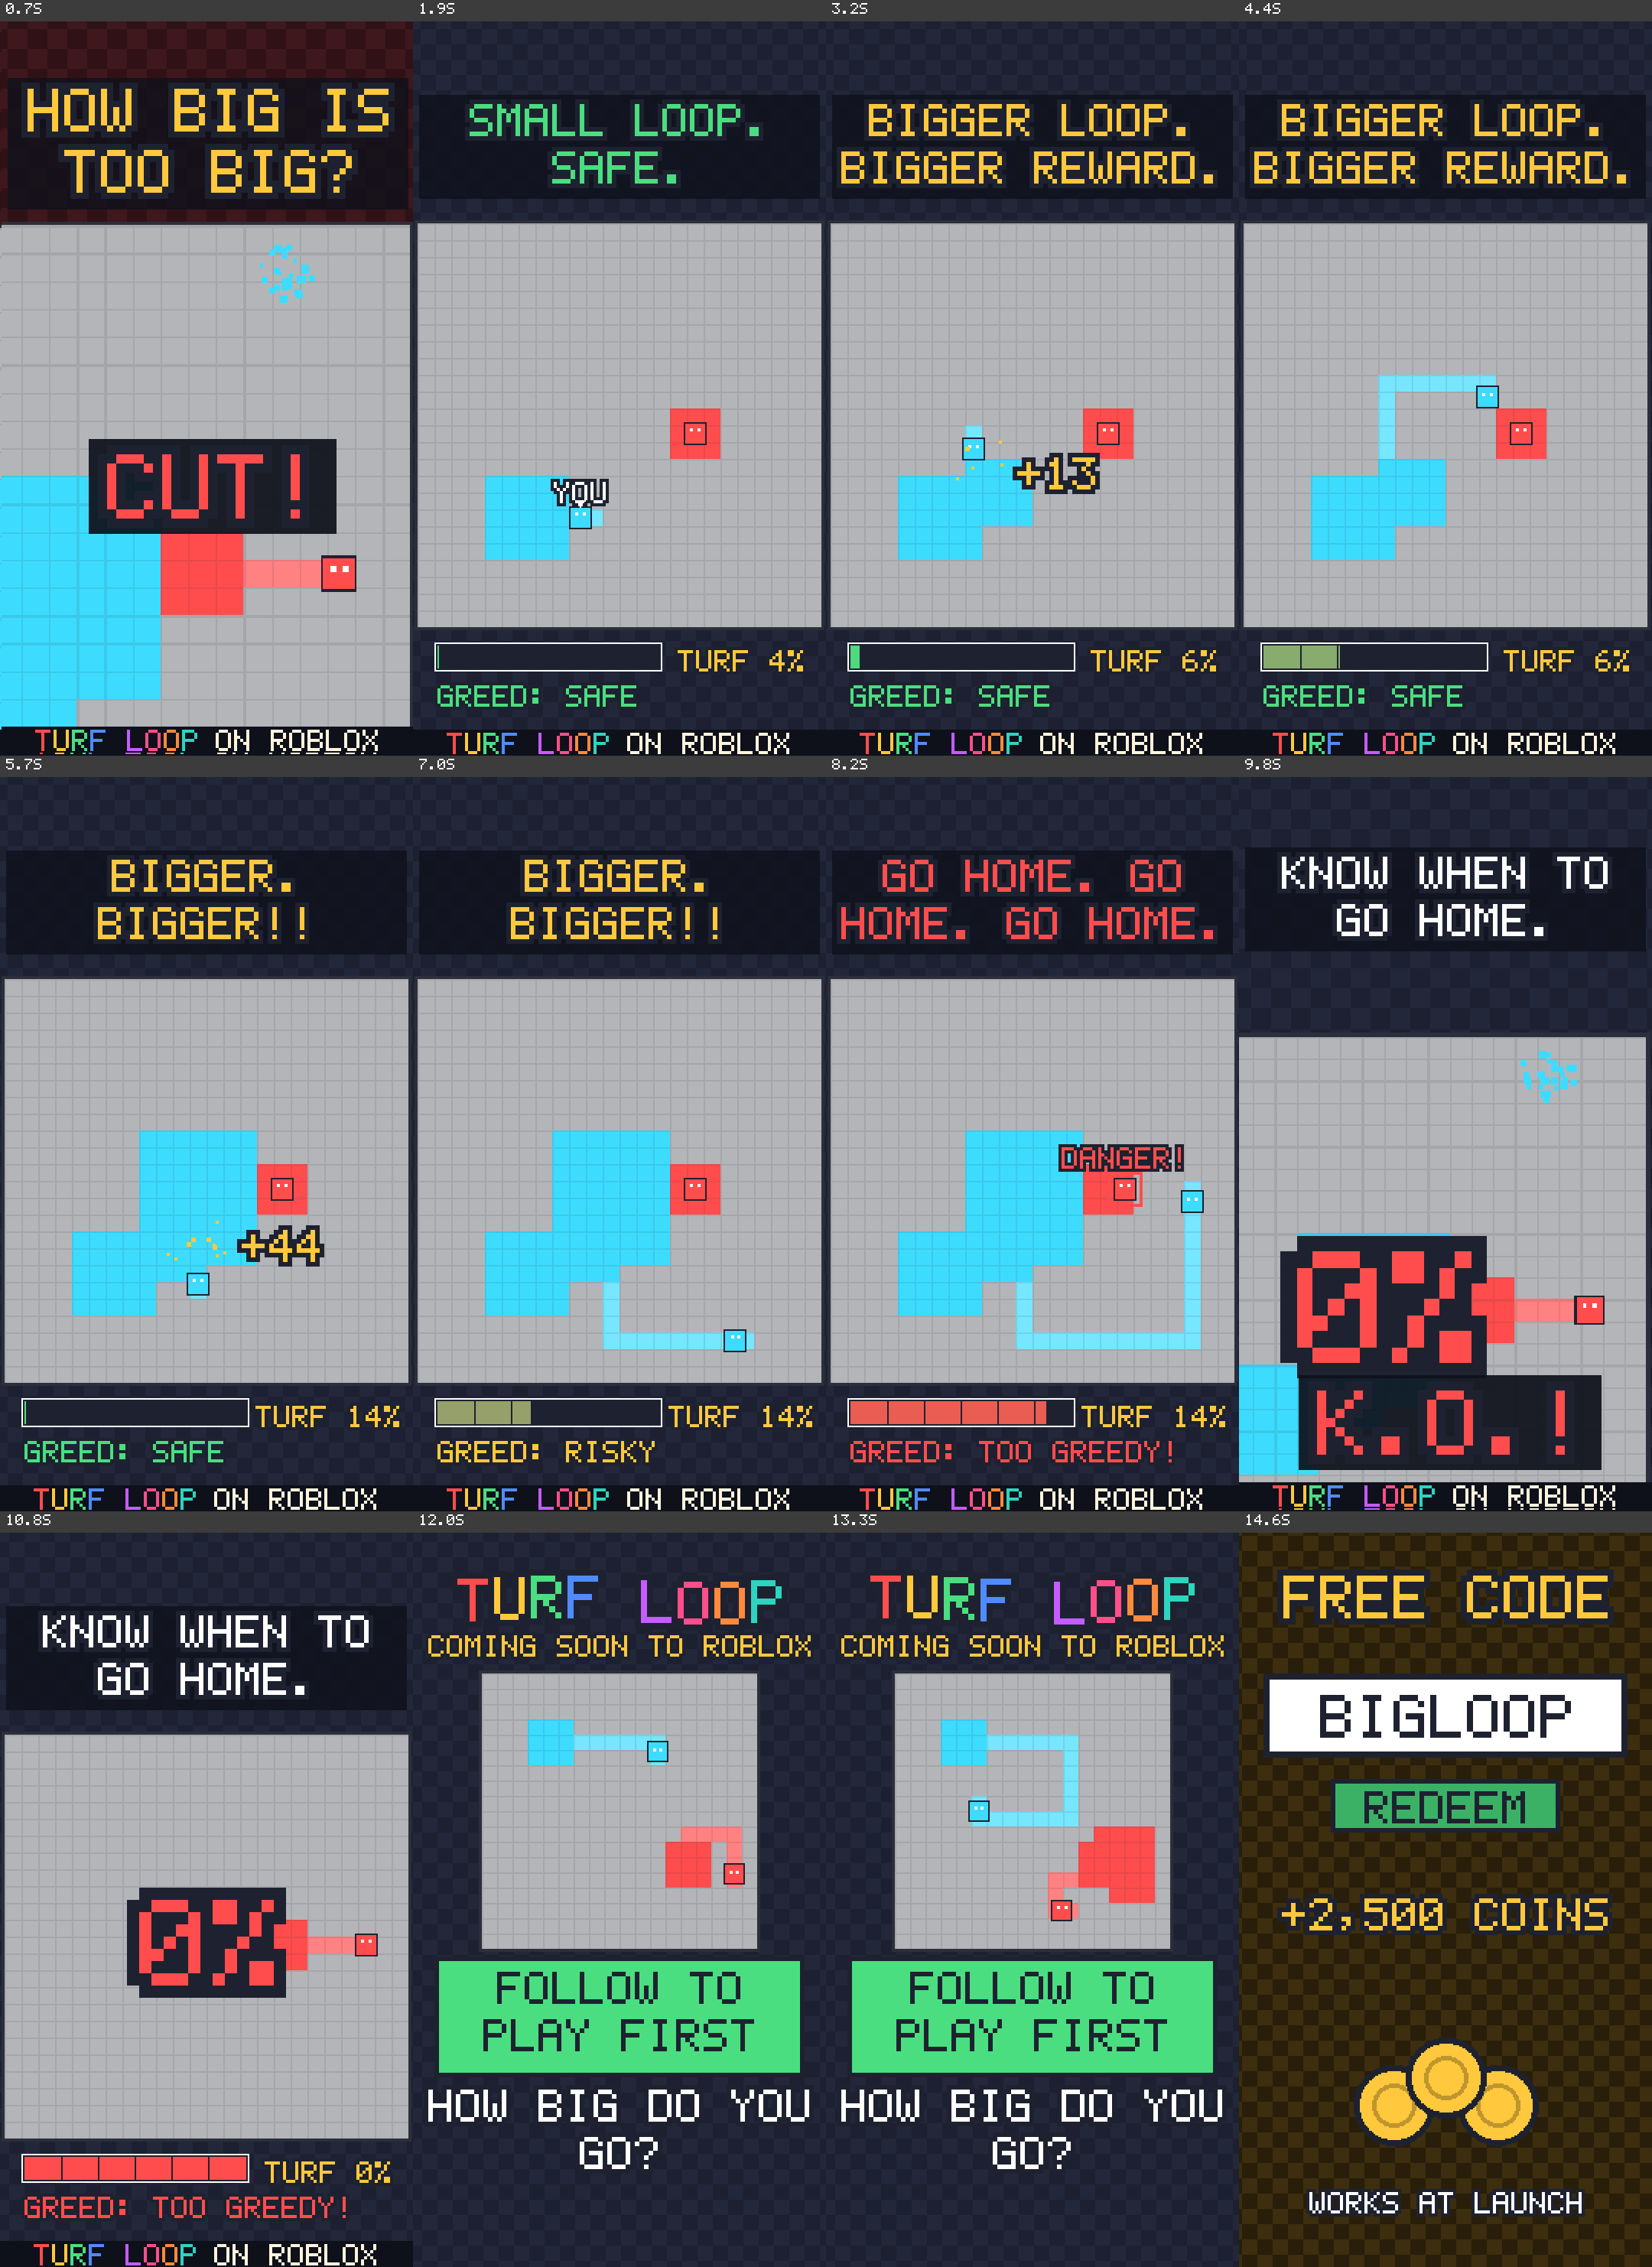 0.7S
HOW BIG IS
TOO BIG?
CUT!
TURF LOOP ON ROBLOX
1.9S
SMALL LOOP.
SAFE.
YOU
TURF 4%
GREED: SAFE
TURF LOOP ON ROBLOX
3.2S
BIGGER LOOP.
BIGGER REWARD.
+13
TURF 6%
GREED: SAFE
TURF LOOP ON ROBLOX
4.4S
BIGGER LOOP.
BIGGER REWARD.
TURF 6%
GREED: SAFE
TURF LOOP ON ROBLOX
5.7S
BIGGER.
BIGGER!!
+44
TURF 14%
GREED: SAFE
TURF LOOP ON ROBLOX
7.0S
BIGGER.
BIGGER!!
TURF 14%
GREED: RISKY
TURF LOOP ON ROBLOX
8.2S
GO HOME. GO
HOME. GO HOME.
DANGER!
TURF 14%
GREED: TOO GREEDY!
TURF LOOP ON ROBLOX
9.8S
KNOW WHEN TO
GO HOME.
0%
K.O.!
TURF LOOP ON ROBLOX
10.8S
KNOW WHEN TO
GO HOME.
0%
TURF 0%
GREED: TOO GREEDY!
TURF LOOP ON ROBLOX
12.0S
TURF LOOP
COMING SOON TO ROBLOX
FOLLOW TO
PLAY FIRST
HOW BIG DO YOU
GO?
13.3S
TURF LOOP
COMING SOON TO ROBLOX
FOLLOW TO
PLAY FIRST
HOW BIG DO YOU
GO?
14.6S
FREE CODE
BIGLOOP
REDEEM
+2,500 COINS
WORKS AT LAUNCH